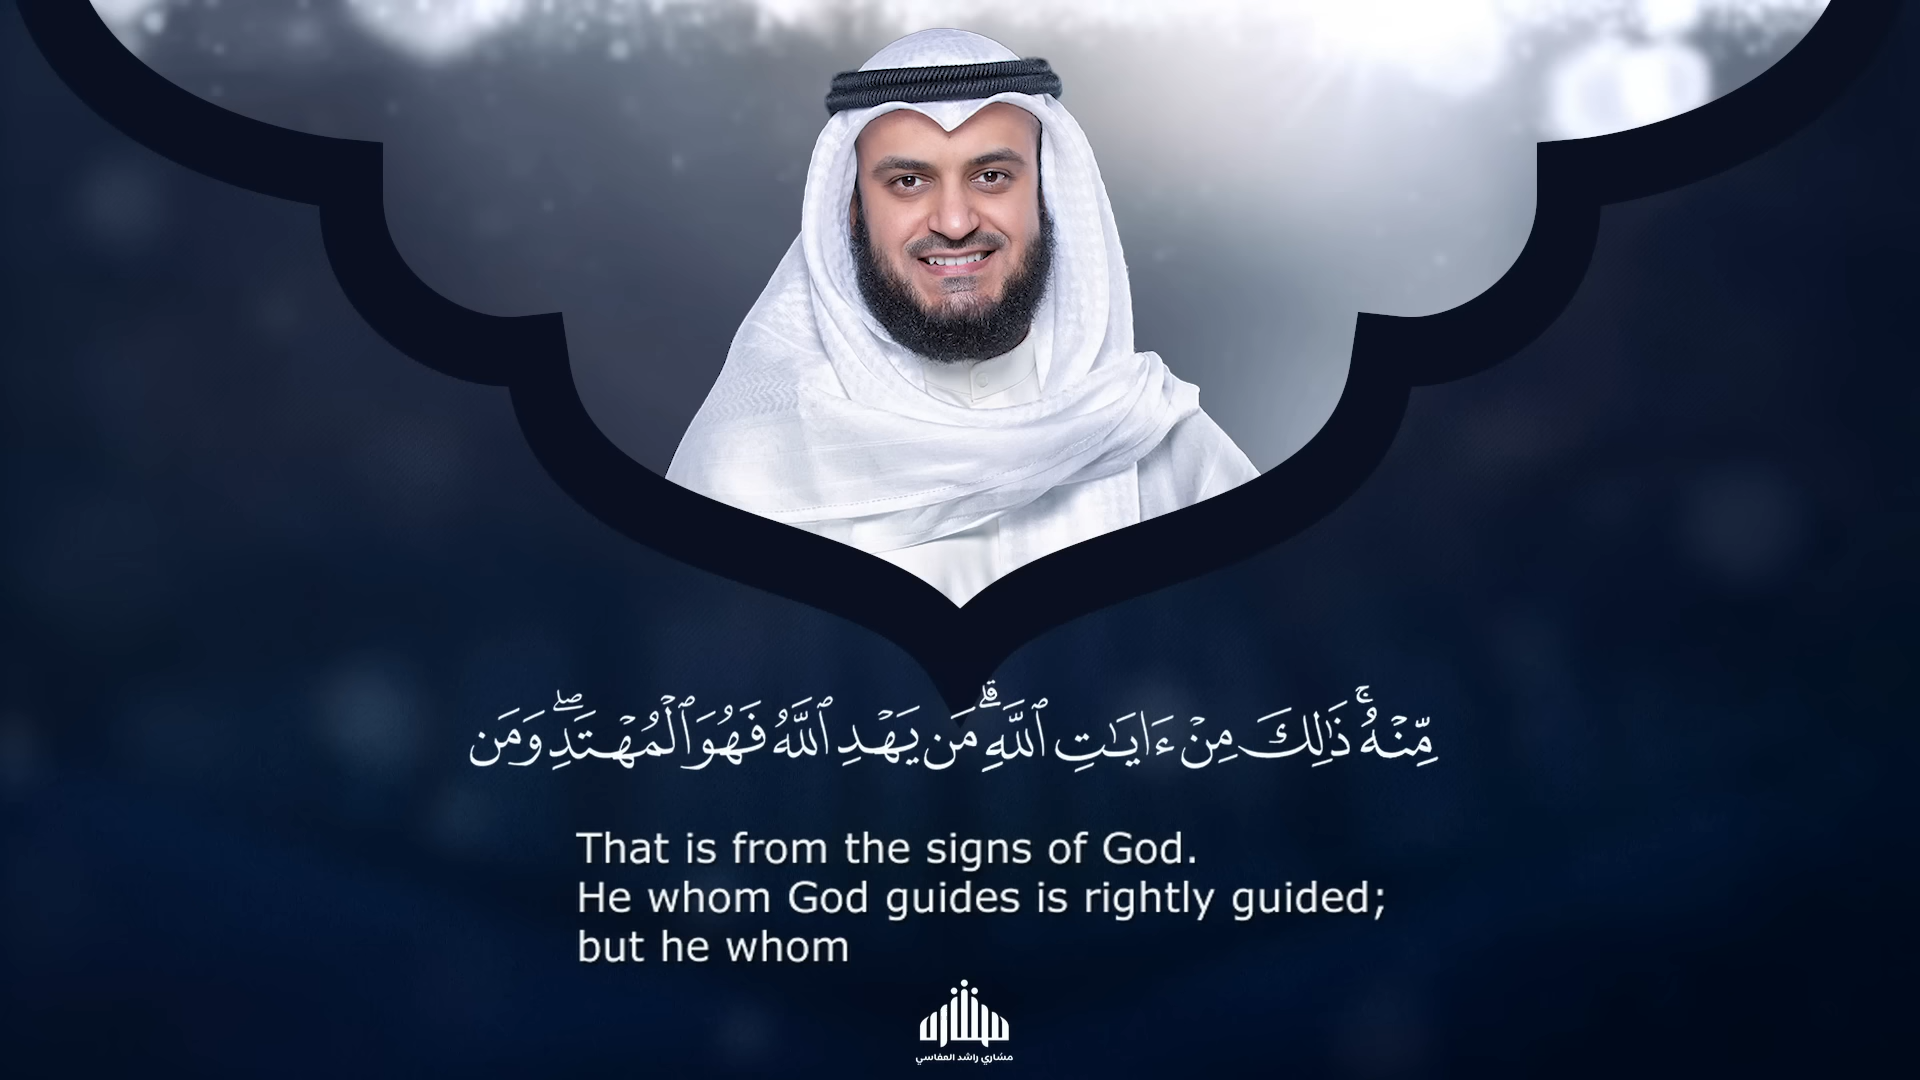 مِّنْهُ ۚ ذَٰلِكَ مِنْ ءَايَـٰتِ ٱللَّهِ ۗ مَن يَهْدِ ٱللَّهُ فَهُوَ ٱلْمُهْتَدِ ۖ وَمَن
That is from the signs of God.
He whom God guides is rightly guided;
but he whom
مشاري راشد العفاسي